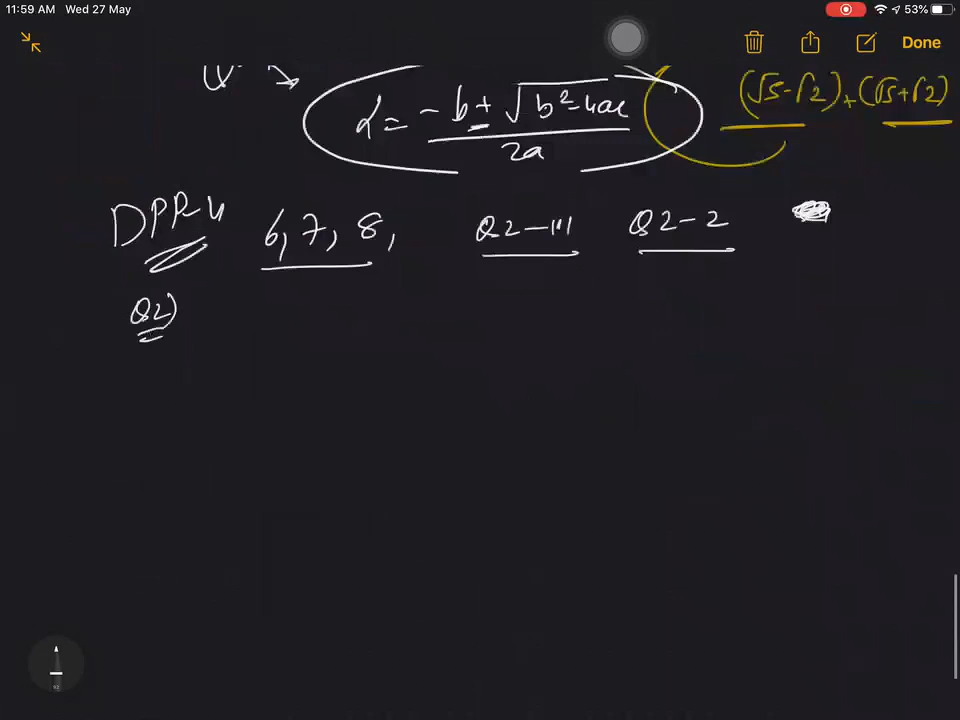 11:59 AM Wed 27 May 53%
Done
α = -b ± √b² - 4ac / 2a
(√5-√2)+(√5+√2)
DPP-4 6, 7, 8, Q2-III Q2-2
Q2)